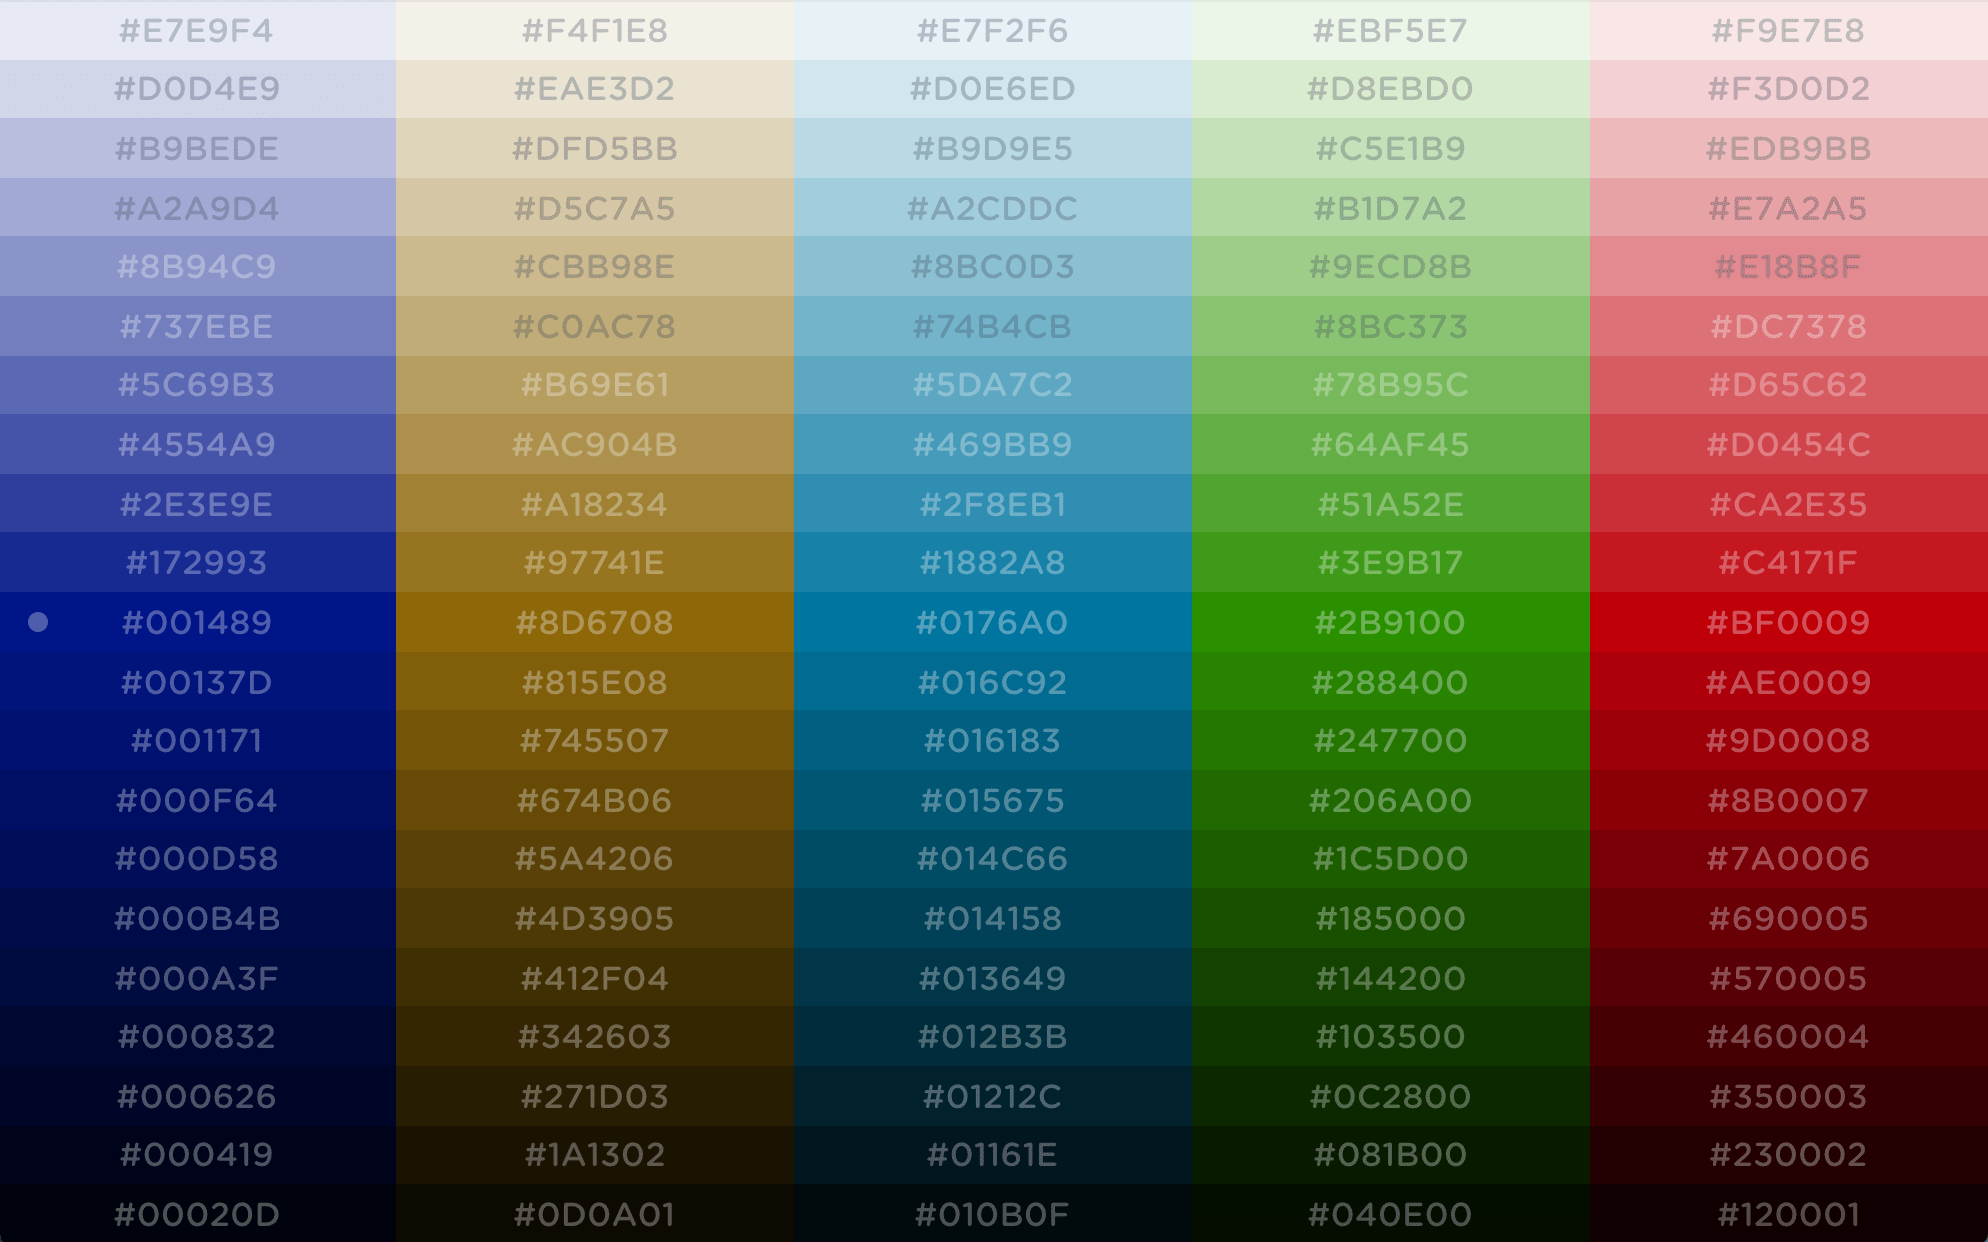 #E7E9F4 #F4F1E8 #E7F2F6 #EBF5E7 #F9E7E8
#D0D4E9 #EAE3D2 #D0E6ED #D8EBD0 #F3D0D2
#B9BEDE #DFD5BB #B9D9E5 #C5E1B9 #EDB9BB
#A2A9D4 #D5C7A5 #A2CDDC #B1D7A2 #E7A2A5
#8B94C9 #CBB98E #8BC0D3 #9ECD8B #E18B8F
#737EBE #C0AC78 #74B4CB #8BC373 #DC7378
#5C69B3 #B69E61 #5DA7C2 #78B95C #D65C62
#4554A9 #AC904B #469BB9 #64AF45 #D0454C
#2E3E9E #A18234 #2F8EB1 #51A52E #CA2E35
#172993 #97741E #1882A8 #3E9B17 #C4171F
#001489 #8D6708 #0176A0 #2B9100 #BF0009
#00137D #815E08 #016C92 #288400 #AE0009
#001171 #745507 #016183 #247700 #9D0008
#000F64 #674B06 #015675 #206A00 #8B0007
#000D58 #5A4206 #014C66 #1C5D00 #7A0006
#000B4B #4D3905 #014158 #185000 #690005
#000A3F #412F04 #013649 #144200 #570005
#000832 #342603 #012B3B #103500 #460004
#000626 #271D03 #01212C #0C2800 #350003
#000419 #1A1302 #01161E #081B00 #230002
#00020D #0D0A01 #010B0F #040E00 #120001